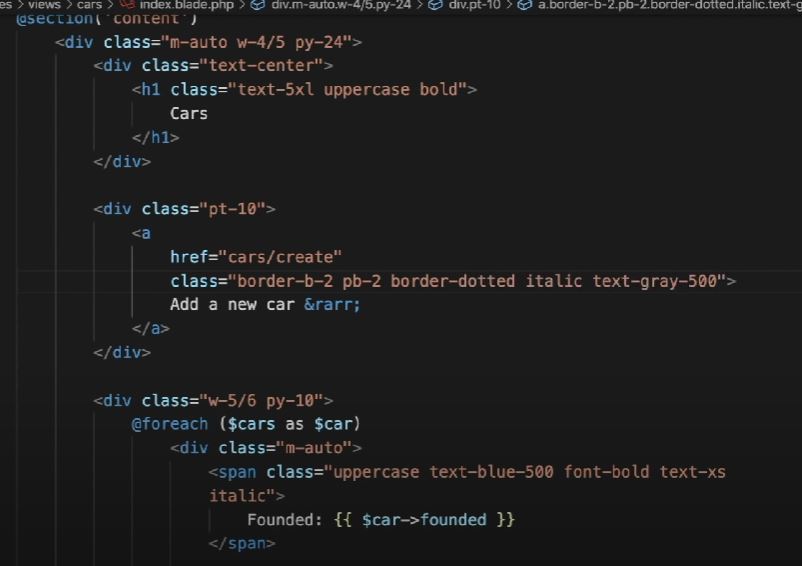 es > views > cars > index.blade.php > div.m-auto.w-4/5.py-24 > div.pt-10 > a.border-b-2.pb-2.border-dotted.italic.text-g
@section('content')
<div class="m-auto w-4/5 py-24">
<div class="text-center">
<h1 class="text-5xl uppercase bold">
Cars
</h1>
</div>
<div class="pt-10">
<a
href="cars/create"
class="border-b-2 pb-2 border-dotted italic text-gray-500">
Add a new car &rarr;
</a>
</div>
<div class="w-5/6 py-10">
@foreach ($cars as $car)
<div class="m-auto">
<span class="uppercase text-blue-500 font-bold text-xs
italic">
Founded: {{ $car->founded }}
</span>